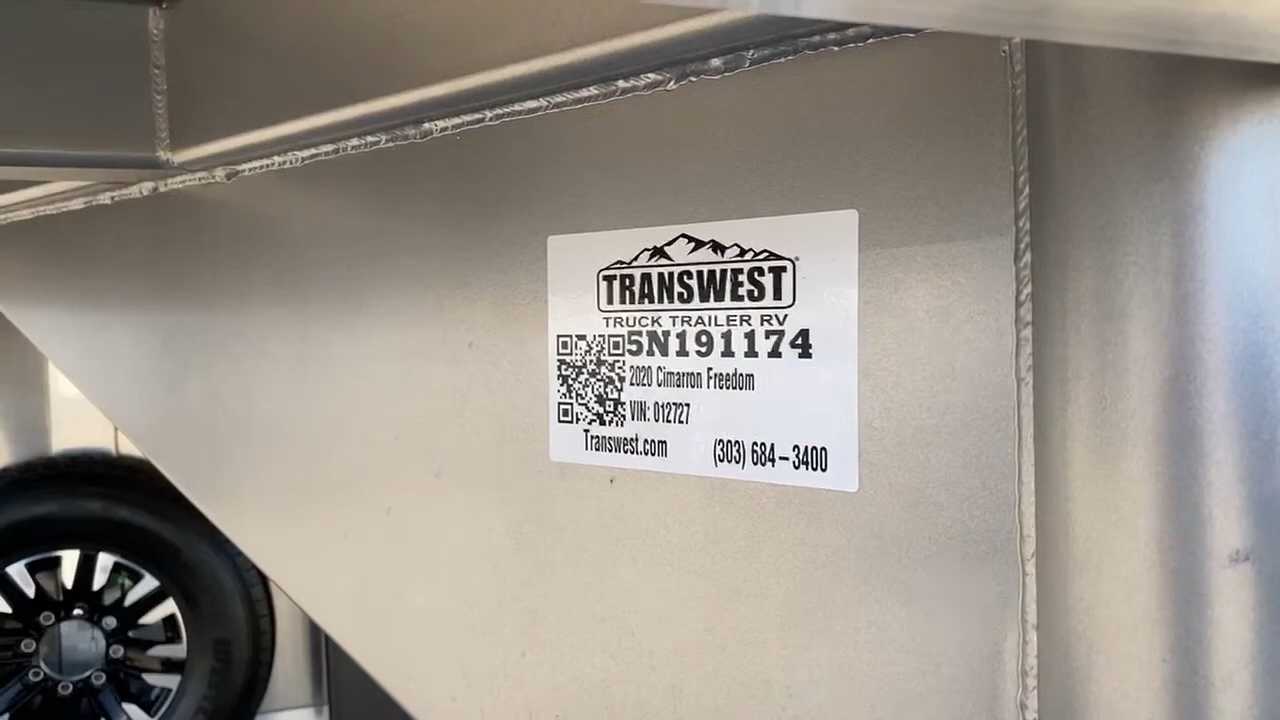 TRANSWEST®
TRUCK TRAILER RV
5N191174
2020 Cimarron Freedom
VIN: 012727
Transwest.com (303) 684-3400